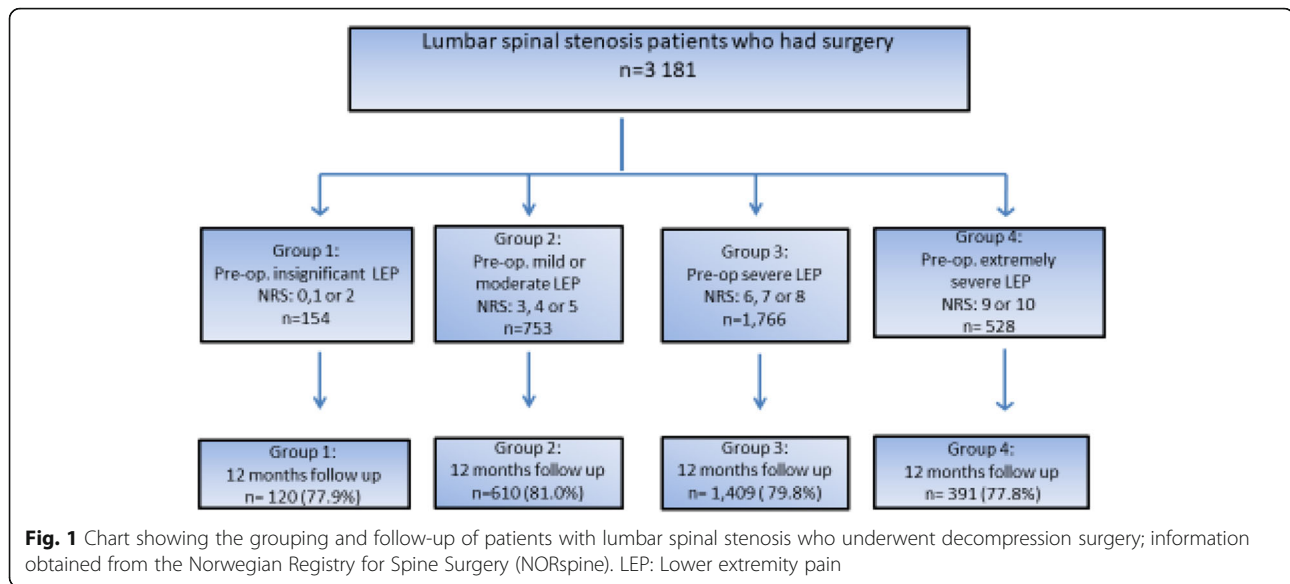 Lumbar spinal stenosis patients who had surgery
n=3 181
Group 1:
Pre-op. insignificant LEP
NRS: 0,1 or 2
n=154
Group 2:
Pre-op. mild or
moderate LEP
NRS: 3, 4 or 5
n=753
Group 3:
Pre-op severe LEP
NRS: 6, 7 or 8
n=1,766
Group 4:
Pre-op. extremely
severe LEP
NRS: 9 or 10
n= 528
Group 1:
12 months follow up
n= 120 (77.9%)
Group 2:
12 months follow up
n=610 (81.0%)
Group 3:
12 months follow up
n= 1,409 (79.8%)
Group 4:
12 months follow up
n= 391 (77.8%)
Fig. 1 Chart showing the grouping and follow-up of patients with lumbar spinal stenosis who underwent decompression surgery; information
obtained from the Norwegian Registry for Spine Surgery (NORspine). LEP: Lower extremity pain